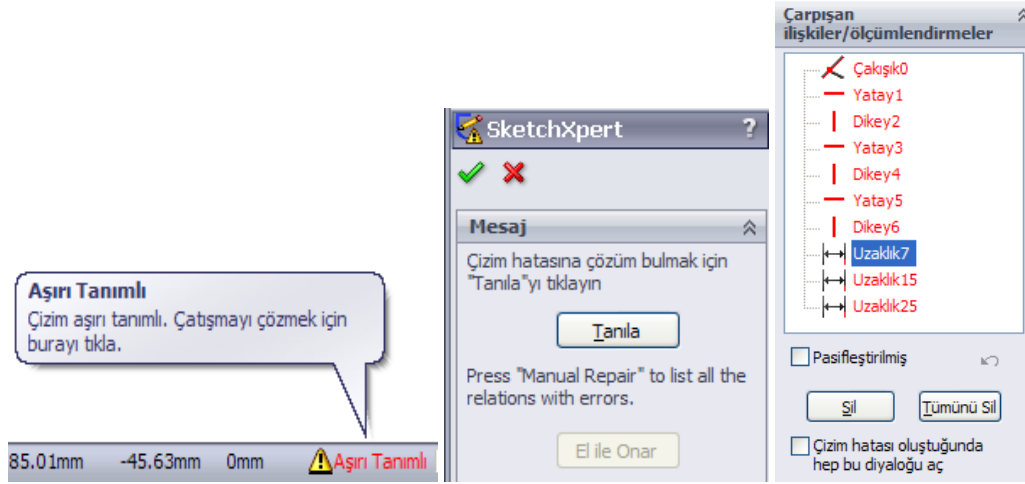 Aşırı Tanımlı
Çizim aşırı tanımlı. Çatışmayı çözmek için
burayı tıkla.
85.01mm -45.63mm 0mm Aşırı Tanımlı
SketchXpert ?
Mesaj
Çizim hatasına çözüm bulmak için
"Tanıla"yı tıklayın
Tanıla
Press "Manual Repair" to list all the
relations with errors.
El ile Onar
Çarpışan
ilişkiler/ölçümlendirmeler
Çakışık0
Yatay1
Dikey2
Yatay3
Dikey4
Yatay5
Dikey6
Uzaklık7
Uzaklık15
Uzaklık25
Pasifleştirilmiş
Sil Tümünü Sil
Çizim hatası oluştuğunda
hep bu diyaloğu aç